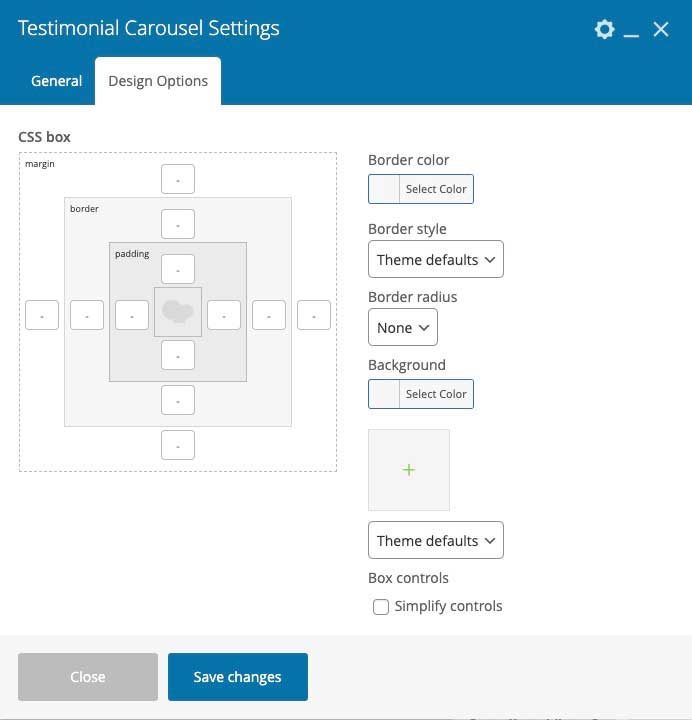 Testimonial Carousel Settings
General
Design Options
CSS box
margin
-
border
-
padding
-
- - - - - -
-
-
-
Border color
Select Color
Border style
Theme defaults
Border radius
None
Background
Select Color
+
Theme defaults
Box controls
Simplify controls
Close
Save changes